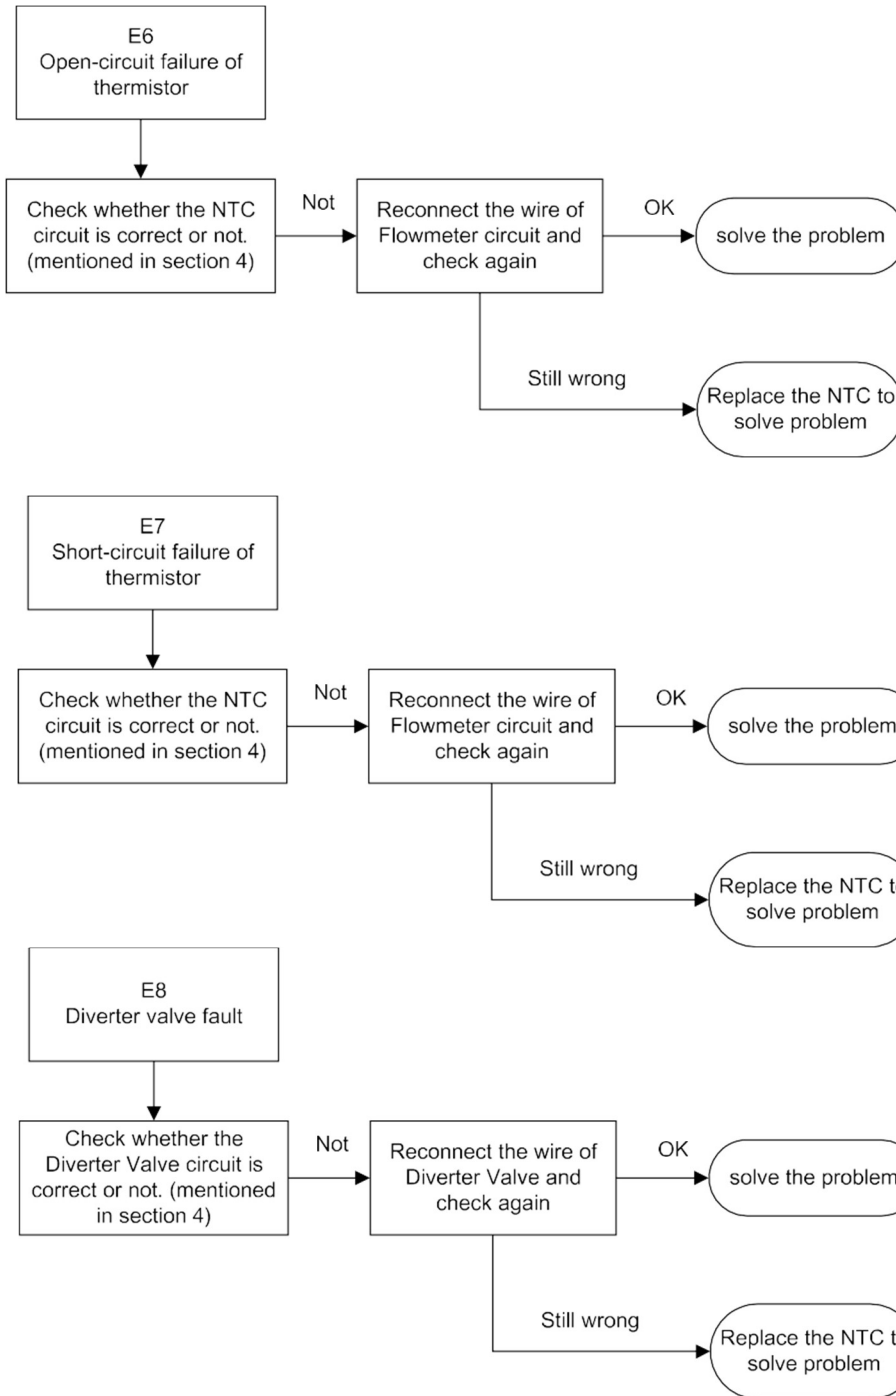 E6
Open-circuit failure of
thermistor
Check whether the NTC
circuit is correct or not.
(mentioned in section 4)
Not
Reconnect the wire of
Flowmeter circuit and
check again
OK
solve the problem
Still wrong
Replace the NTC to
solve problem
E7
Short-circuit failure of
thermistor
Check whether the NTC
circuit is correct or not.
(mentioned in section 4)
Not
Reconnect the wire of
Flowmeter circuit and
check again
OK
solve the problem
Still wrong
Replace the NTC t
solve problem
E8
Diverter valve fault
Check whether the
Diverter Valve circuit is
correct or not. (mentioned
in section 4)
Not
Reconnect the wire of
Diverter Valve and
check again
OK
solve the problem
Still wrong
Replace the NTC t
solve problem